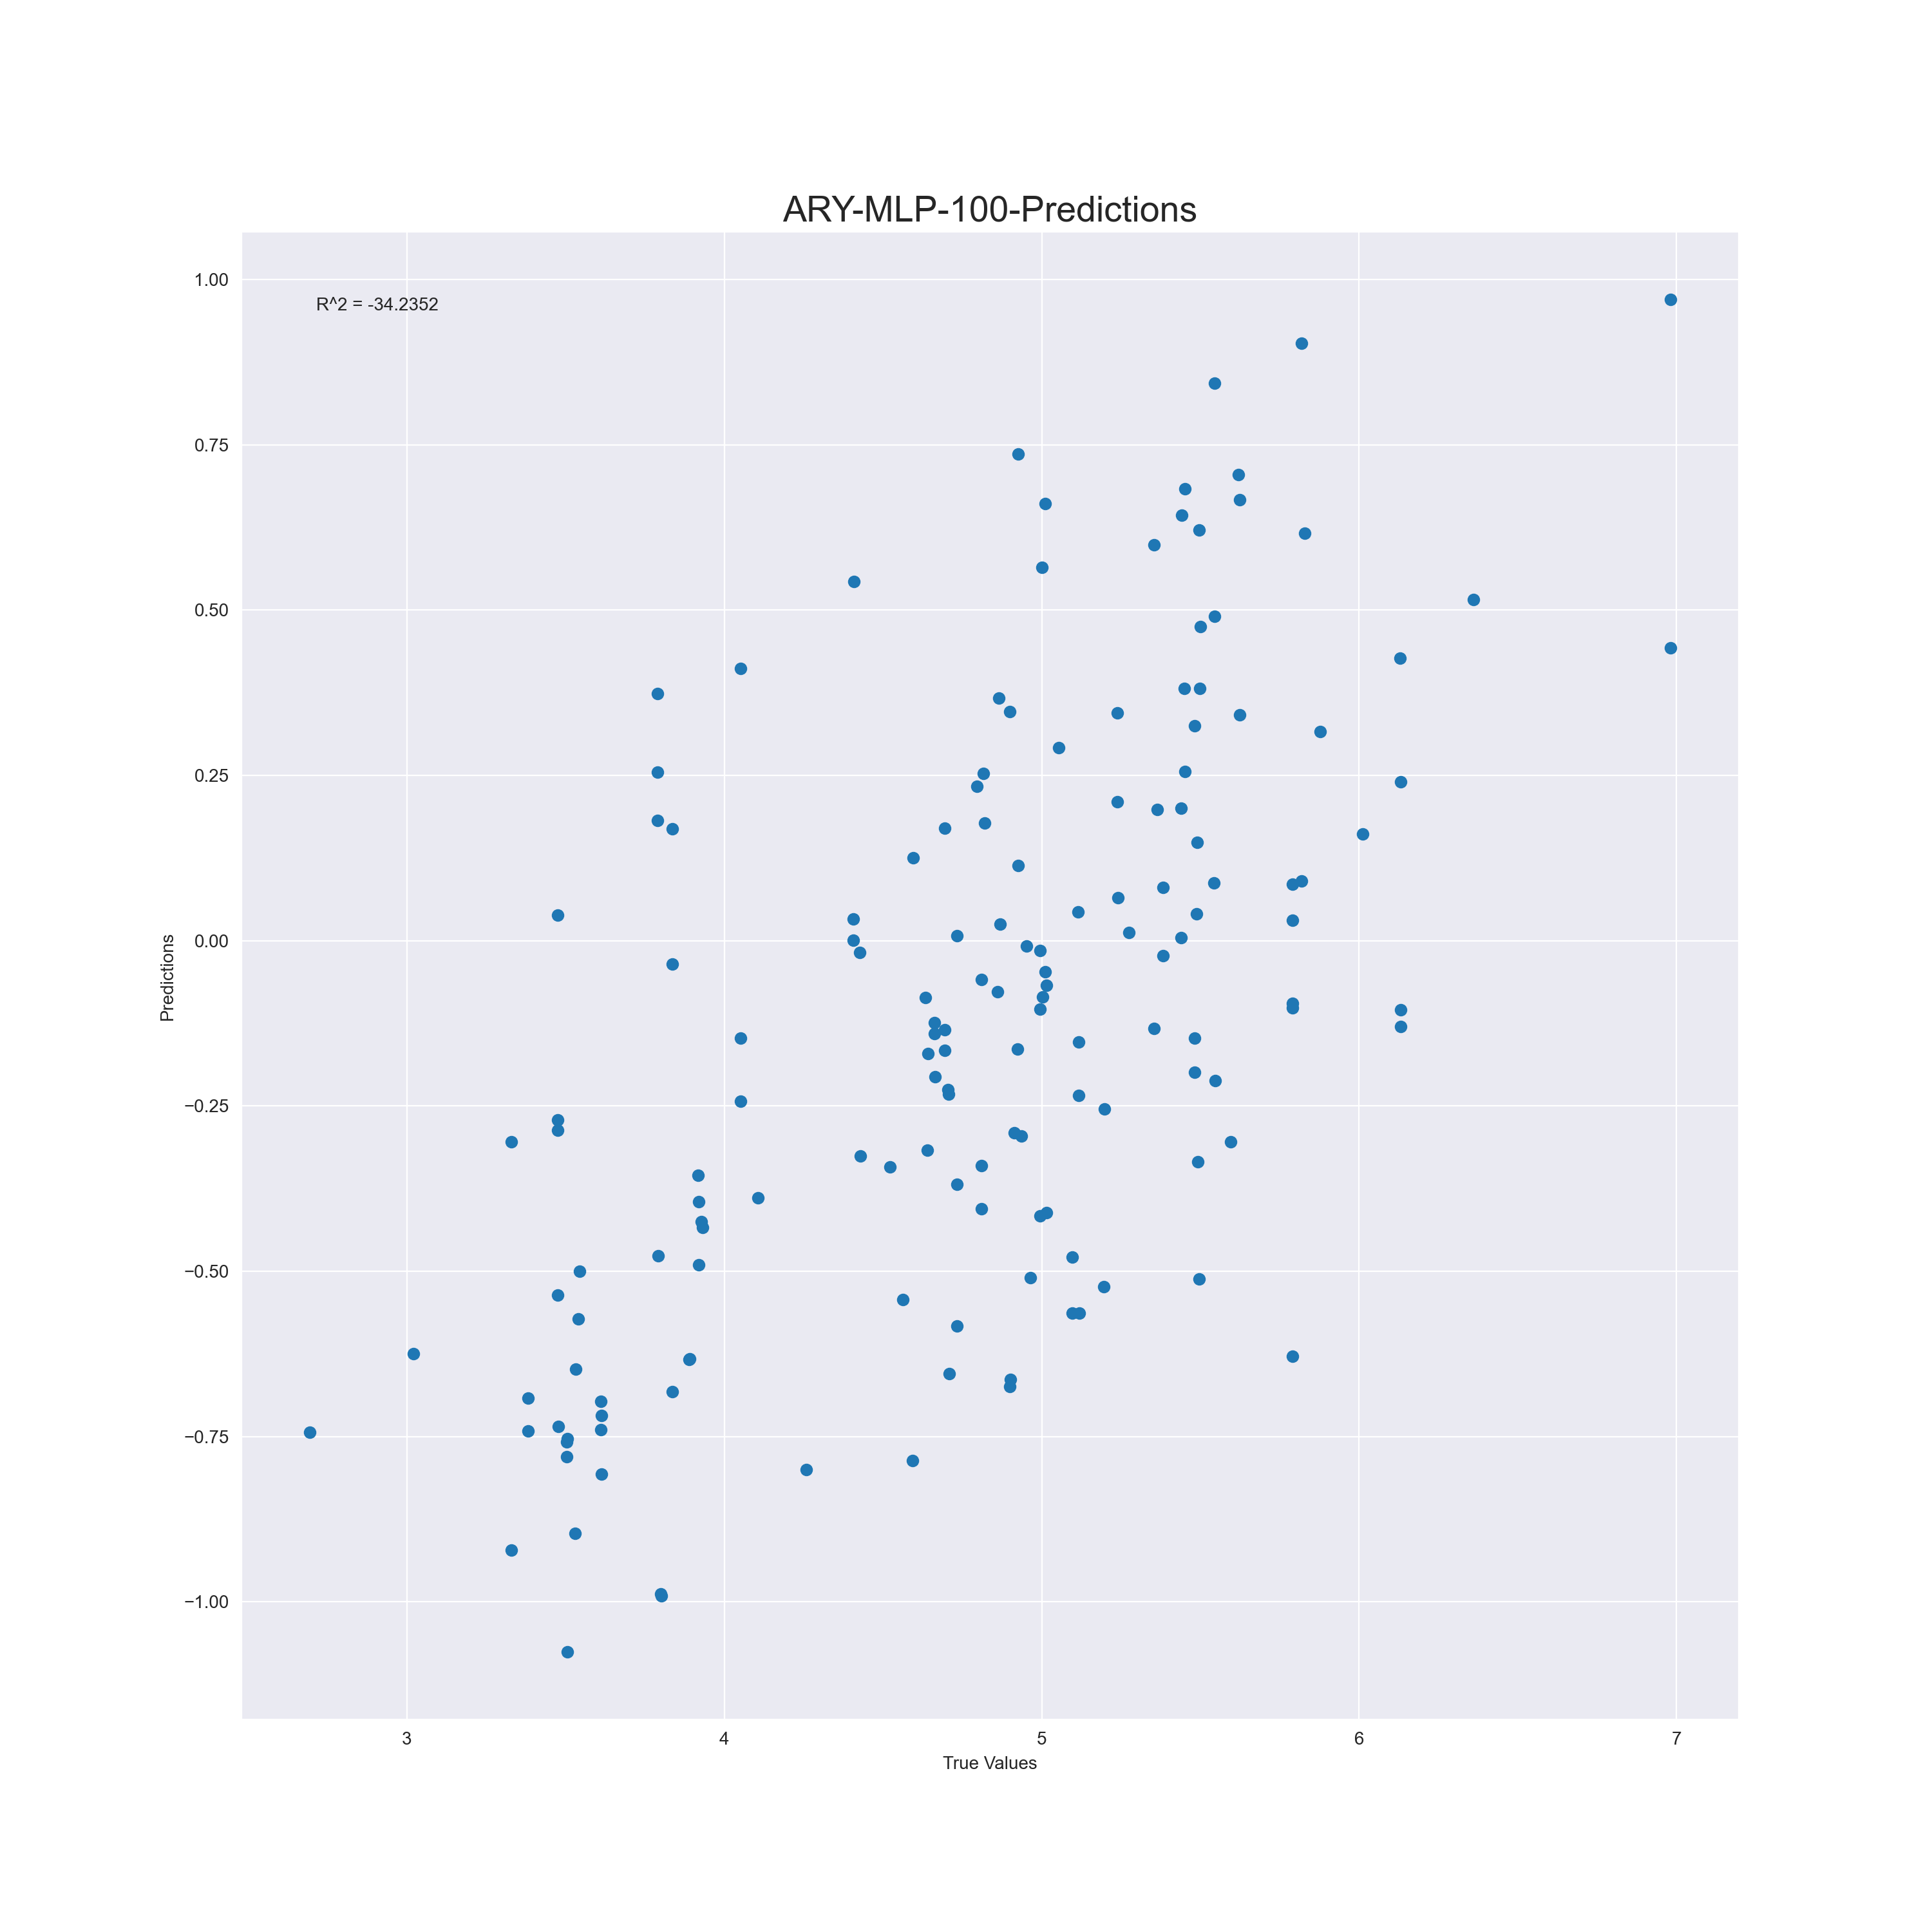 ARY-MLP-100-Predictions
R^2 = -34.2352
1.00
0.75
0.50
0.25
0.00
−0.25
−0.50
−0.75
−1.00
Predictions
3 4 5 6 7
True Values